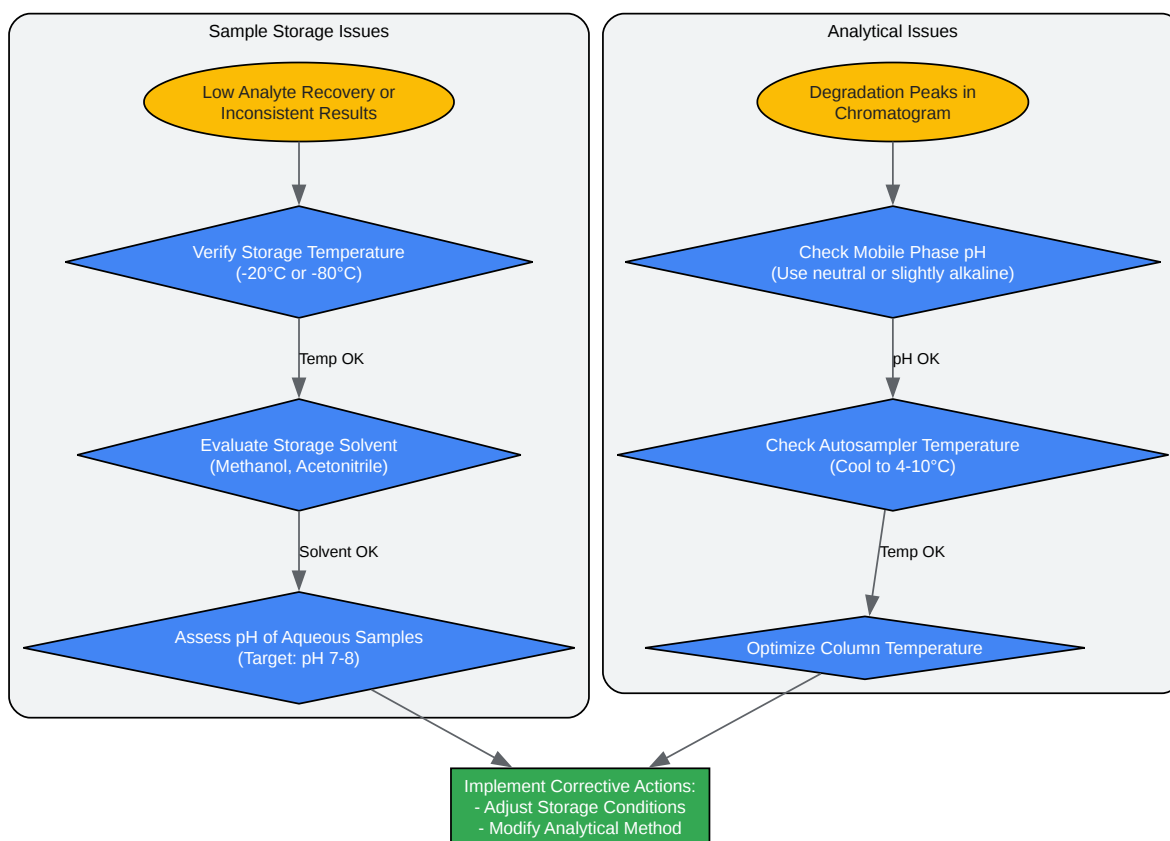 Sample Storage Issues
Low Analyte Recovery or
Inconsistent Results
Verify Storage Temperature
(-20°C or -80°C)
Temp OK
Evaluate Storage Solvent
(Methanol, Acetonitrile)
Solvent OK
Assess pH of Aqueous Samples
(Target: pH 7-8)
Analytical Issues
Degradation Peaks in
Chromatogram
Check Mobile Phase pH
(Use neutral or slightly alkaline)
pH OK
Check Autosampler Temperature
(Cool to 4-10°C)
Temp OK
Optimize Column Temperature
Implement Corrective Actions:
- Adjust Storage Conditions
- Modify Analytical Method